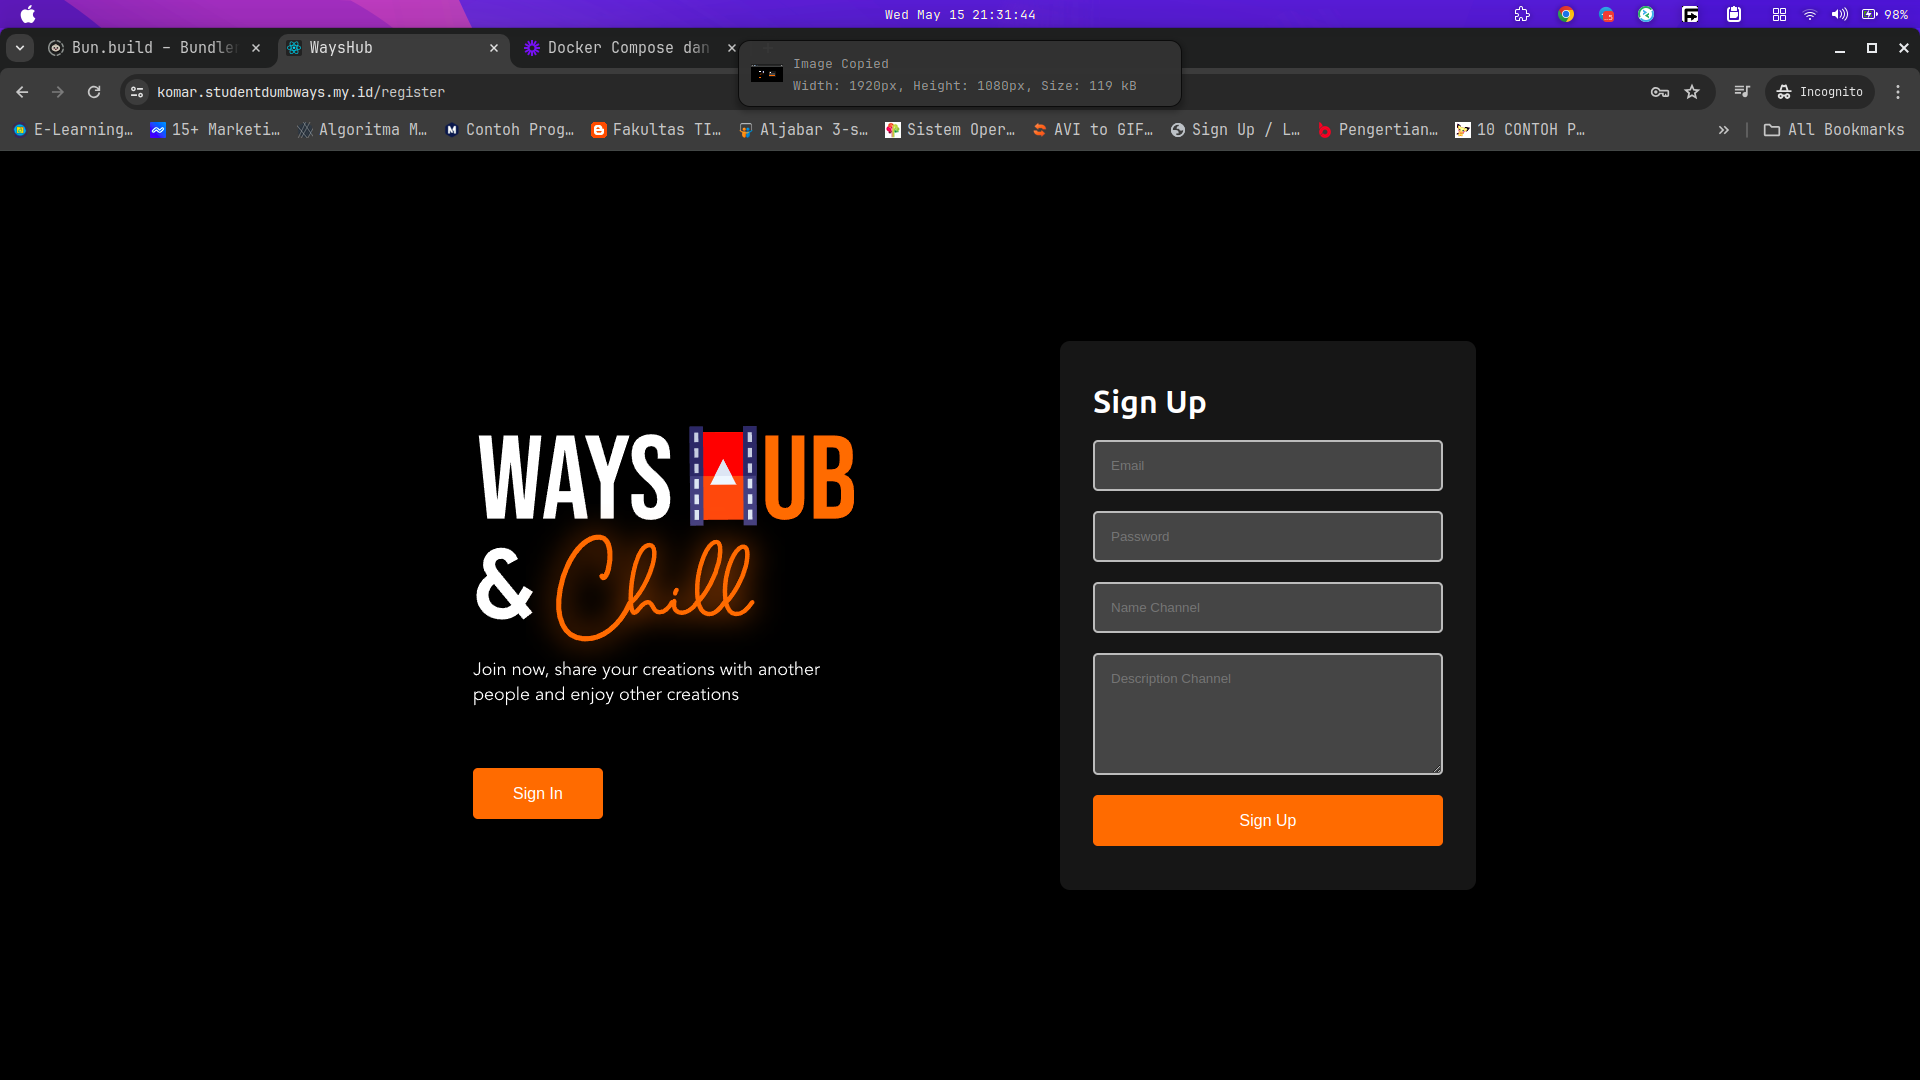 Wed May 15 21:31:44
98%
Bun.build – Bundler
WaysHub
Docker Compose dan
Image Copied
Width: 1920px, Height: 1080px, Size: 119 kB
komar.studentdumbways.my.id/register
Incognito
E-Learning…
15+ Marketi…
Algoritma M…
Contoh Prog…
Fakultas TI…
Aljabar 3-s…
Sistem Oper…
AVI to GIF…
Sign Up / L…
Pengertian…
10 CONTOH P…
All Bookmarks
WAYS HUB
& Chill
Join now, share your creations with another
people and enjoy other creations
Sign In
Sign Up
Email
Password
Name Channel
Description Channel
Sign Up